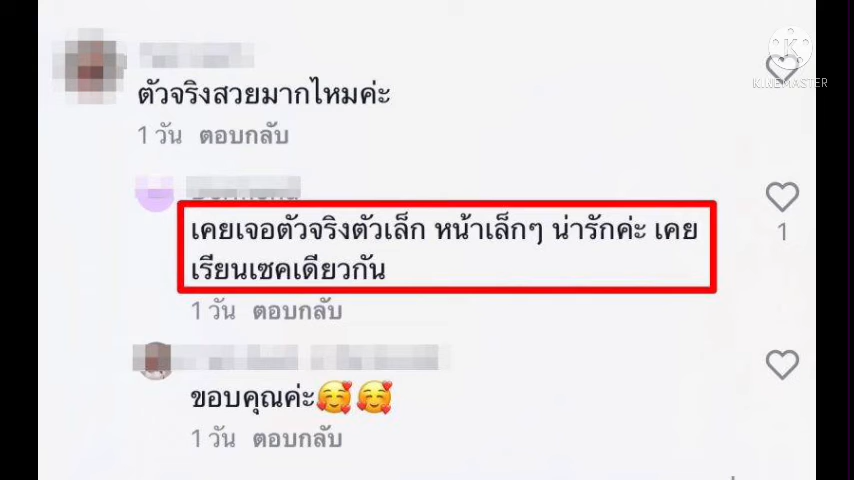 ตัวจริงสวยมากไหมค่ะ
1 วัน ตอบกลับ
เคยเจอตัวจริงตัวเล็ก หน้าเล็กๆ น่ารักค่ะ เคย
เรียนเซคเดียวกัน
1
1 วัน ตอบกลับ
ขอบคุณค่ะ🥰🥰
1 วัน ตอบกลับ
K
KINEMASTER